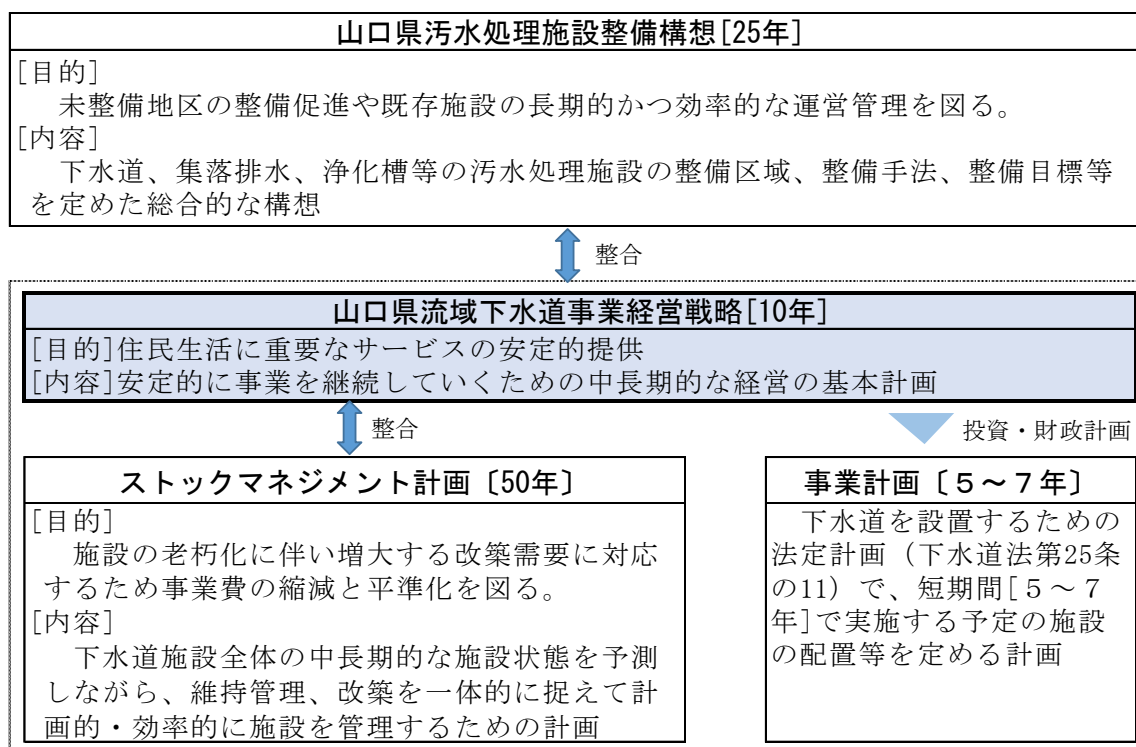 山口県汚水処理施設整備構想[25年]
[目的]
未整備地区の整備促進や既存施設の長期的かつ効率的な運営管理を図る。
[内容]
下水道、集落排水、浄化槽等の汚水処理施設の整備区域、整備手法、整備目標等
を定めた総合的な構想
整合
山口県流域下水道事業経営戦略[10年]
[目的]住民生活に重要なサービスの安定的提供
[内容]安定的に事業を継続していくための中長期的な経営の基本計画
整合
投資・財政計画
ストックマネジメント計画〔50年〕
[目的]
施設の老朽化に伴い増大する改築需要に対応
するため事業費の縮減と平準化を図る。
[内容]
下水道施設全体の中長期的な施設状態を予測
しながら、維持管理、改築を一体的に捉えて計
画的・効率的に施設を管理するための計画
事業計画〔５～７年〕
下水道を設置するための
法定計画（下水道法第25条
の11）で、短期間[５～７
年]で実施する予定の施設
の配置等を定める計画